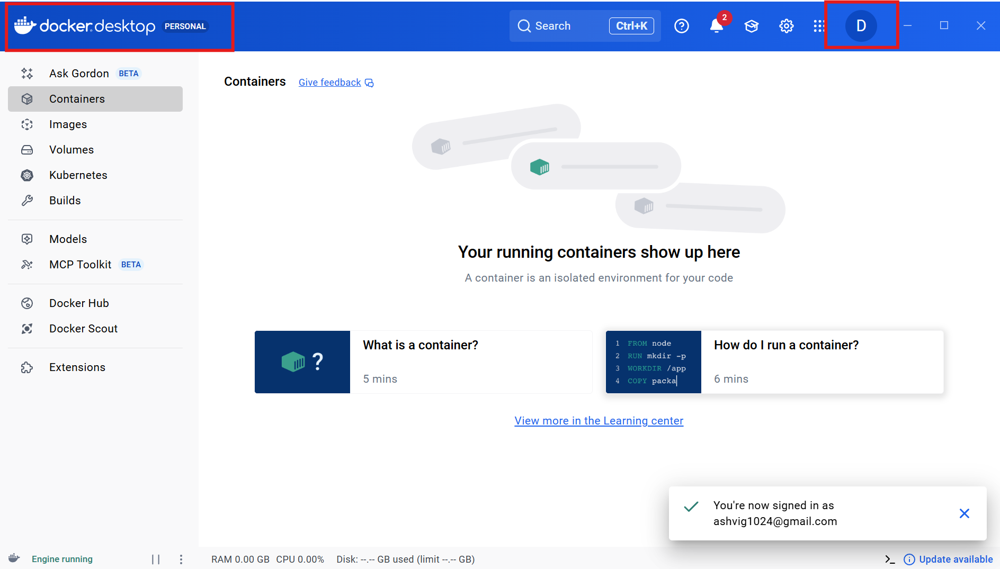 docker desktop PERSONAL
Search Ctrl+K
2
D
Ask Gordon BETA
Containers
Images
Volumes
Kubernetes
Builds
Models
MCP Toolkit BETA
Docker Hub
Docker Scout
Extensions
Containers Give feedback
Your running containers show up here
A container is an isolated environment for your code
?
What is a container?
5 mins
1 FROM node
2 RUN mkdir -p
3 WORKDIR /app
4 COPY packa
How do I run a container?
6 mins
View more in the Learning center
You're now signed in as
ashvig1024@gmail.com
Engine running
RAM 0.00 GB CPU 0.00% Disk: --.-- GB used (limit --.-- GB)
>_ Update available